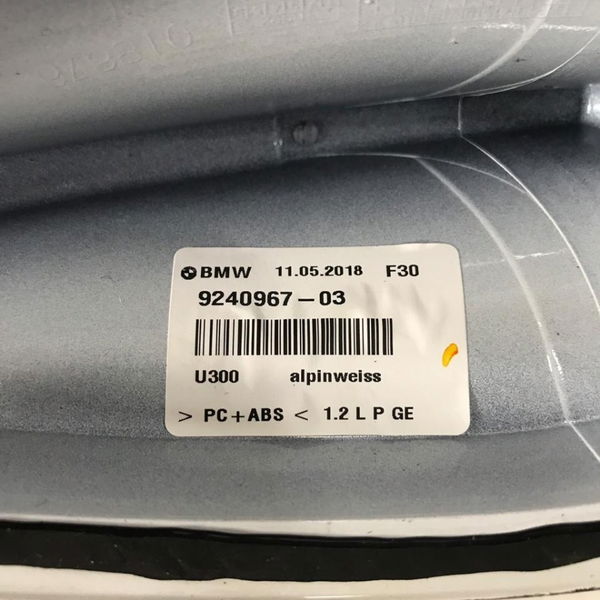 BMW 11.05.2018 F30
9240967-03
U300 alpinweiss
> PC+ABS < 1.2 L P GE